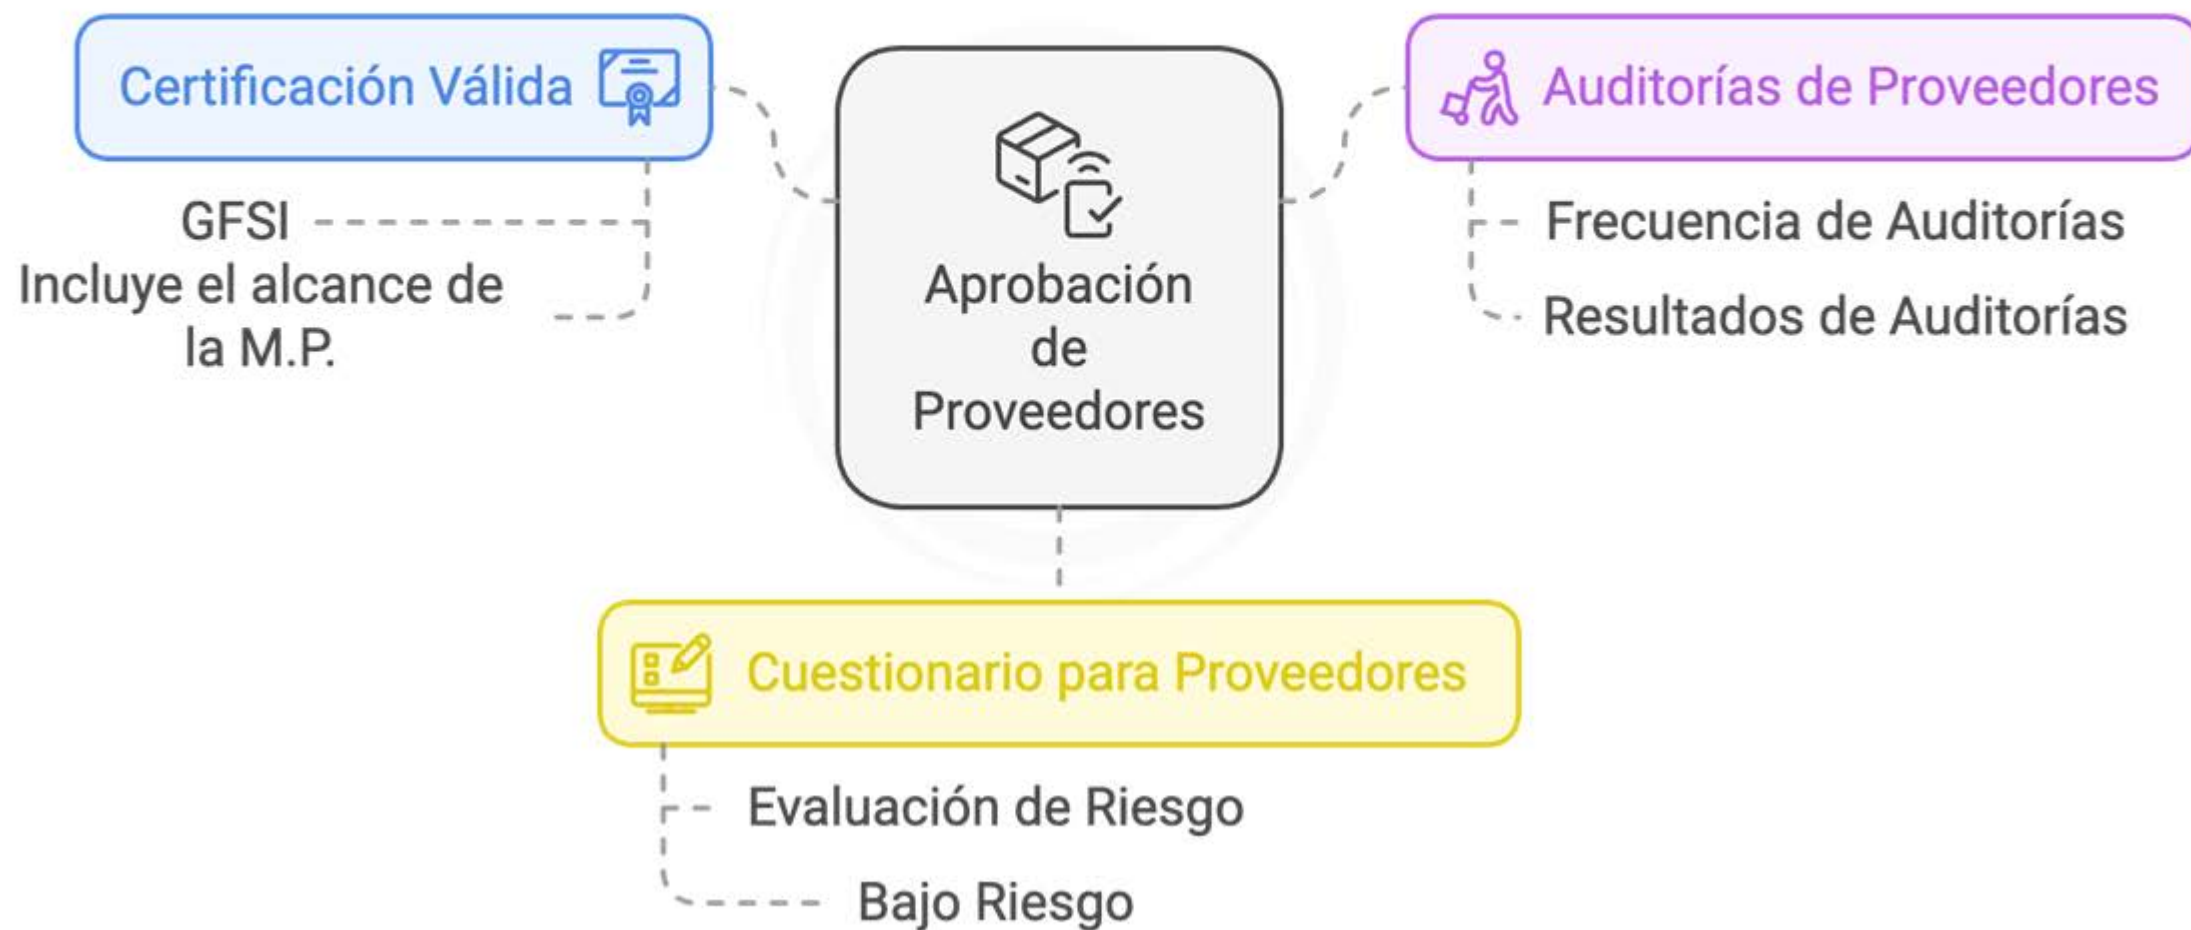 Certificación Válida
GFSI
Incluye el alcance de
la M.P.
Aprobación
de
Proveedores
Auditorías de Proveedores
Frecuencia de Auditorías
Resultados de Auditorías
Cuestionario para Proveedores
Evaluación de Riesgo
Bajo Riesgo